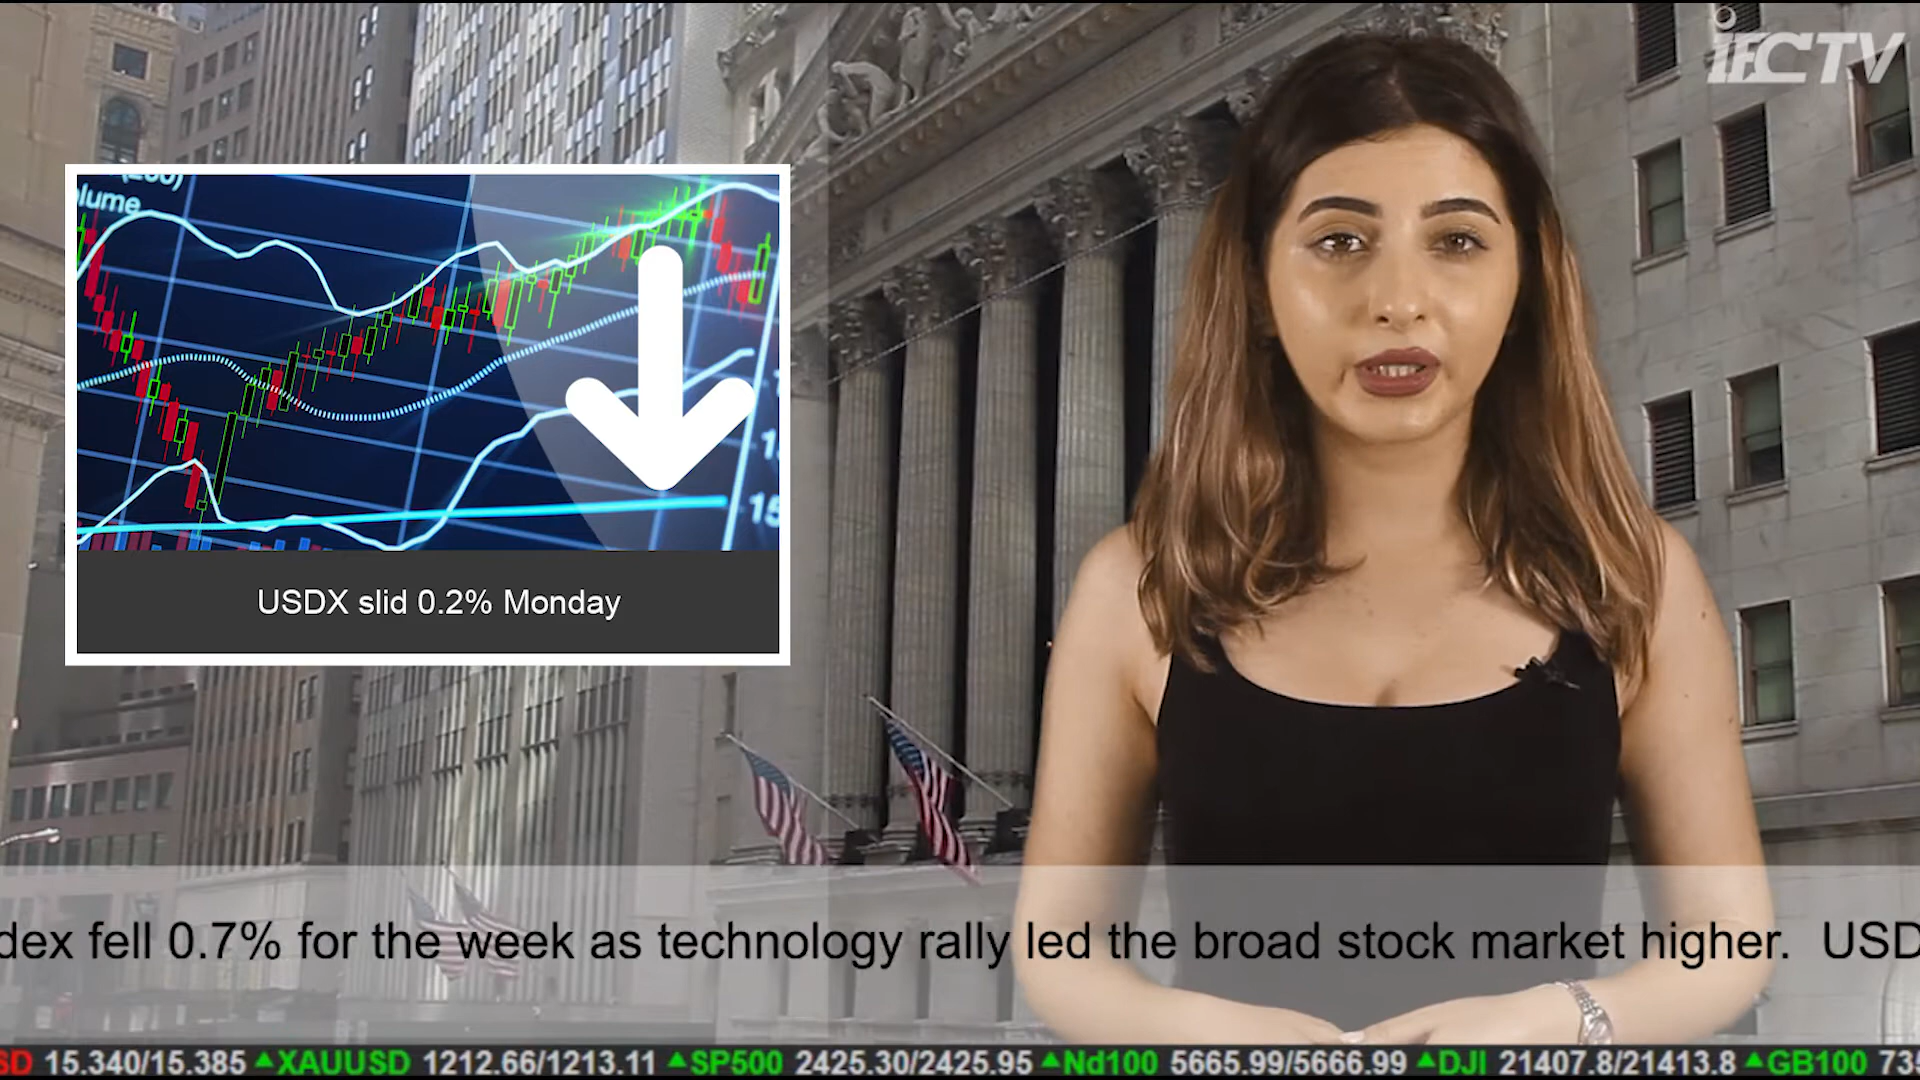 IFCTV
lume
15
USDX slid 0.2% Monday
dex fell 0.7% for the week as technology rally led the broad stock market higher. USD
SD 15.340/15.385 ▲XAUUSD 1212.66/1213.11 ▲SP500 2425.30/2425.95 ▲Nd100 5665.99/5666.99 ▲DJI 21407.8/21413.8 ▲GB100 735